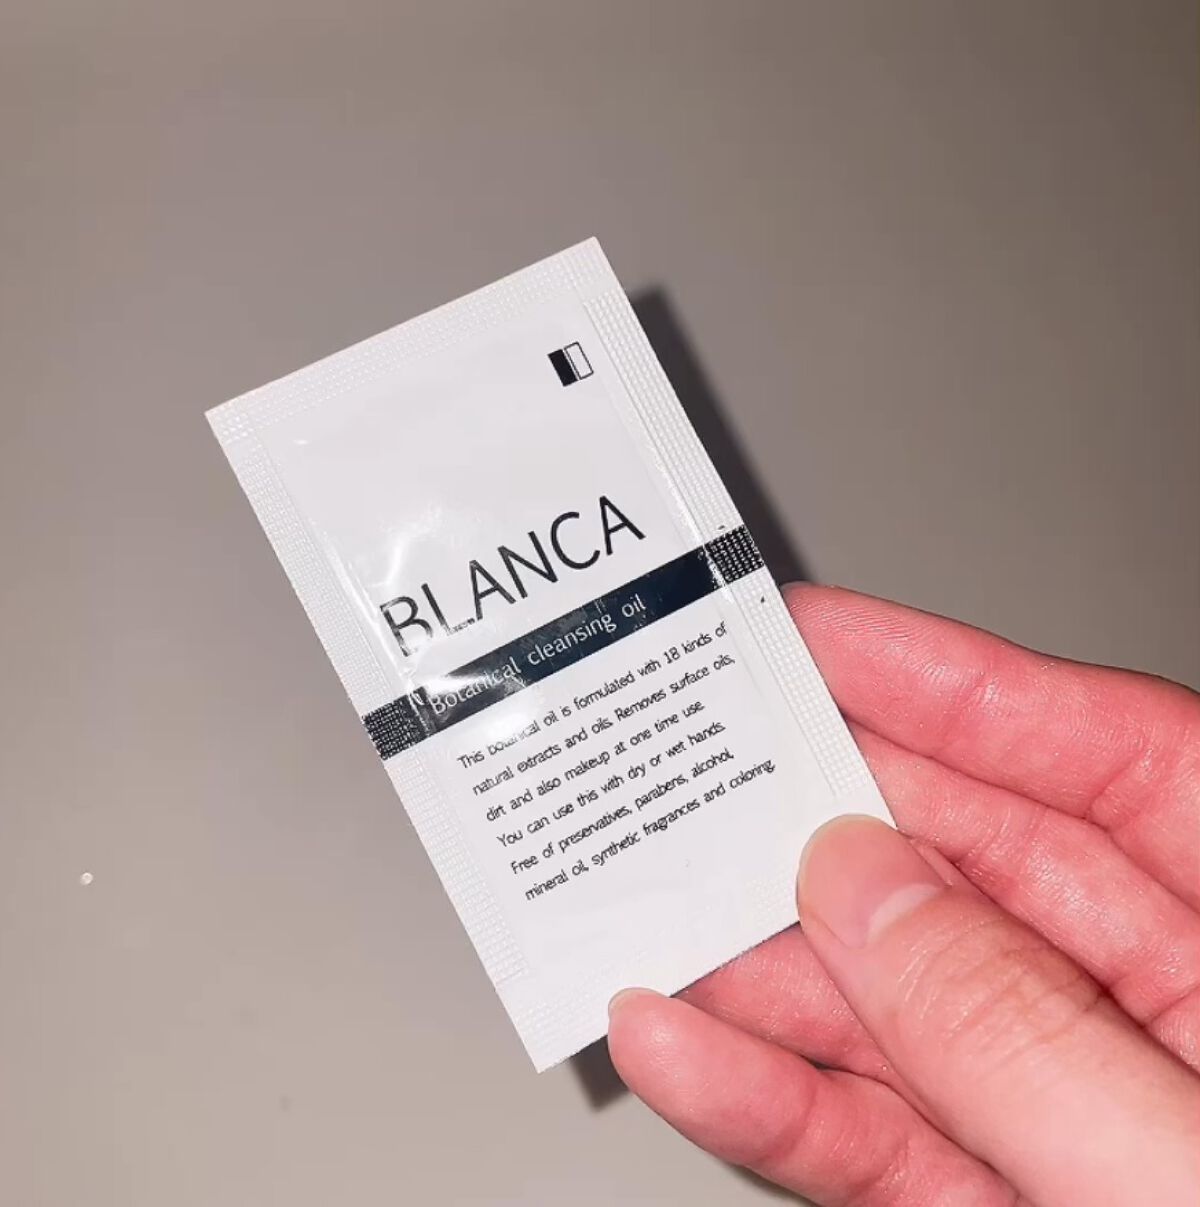 BLANCA
Botanical cleansing oil
This botanical oil is formulated with 18 kinds of
natural extracts and oils. Removes surface oils,
dirt and also makeup at one time use.
You can use this with dry or wet hands.
Free of preservatives, parabens, alcohol,
mineral oil, synthetic fragrances and coloring.